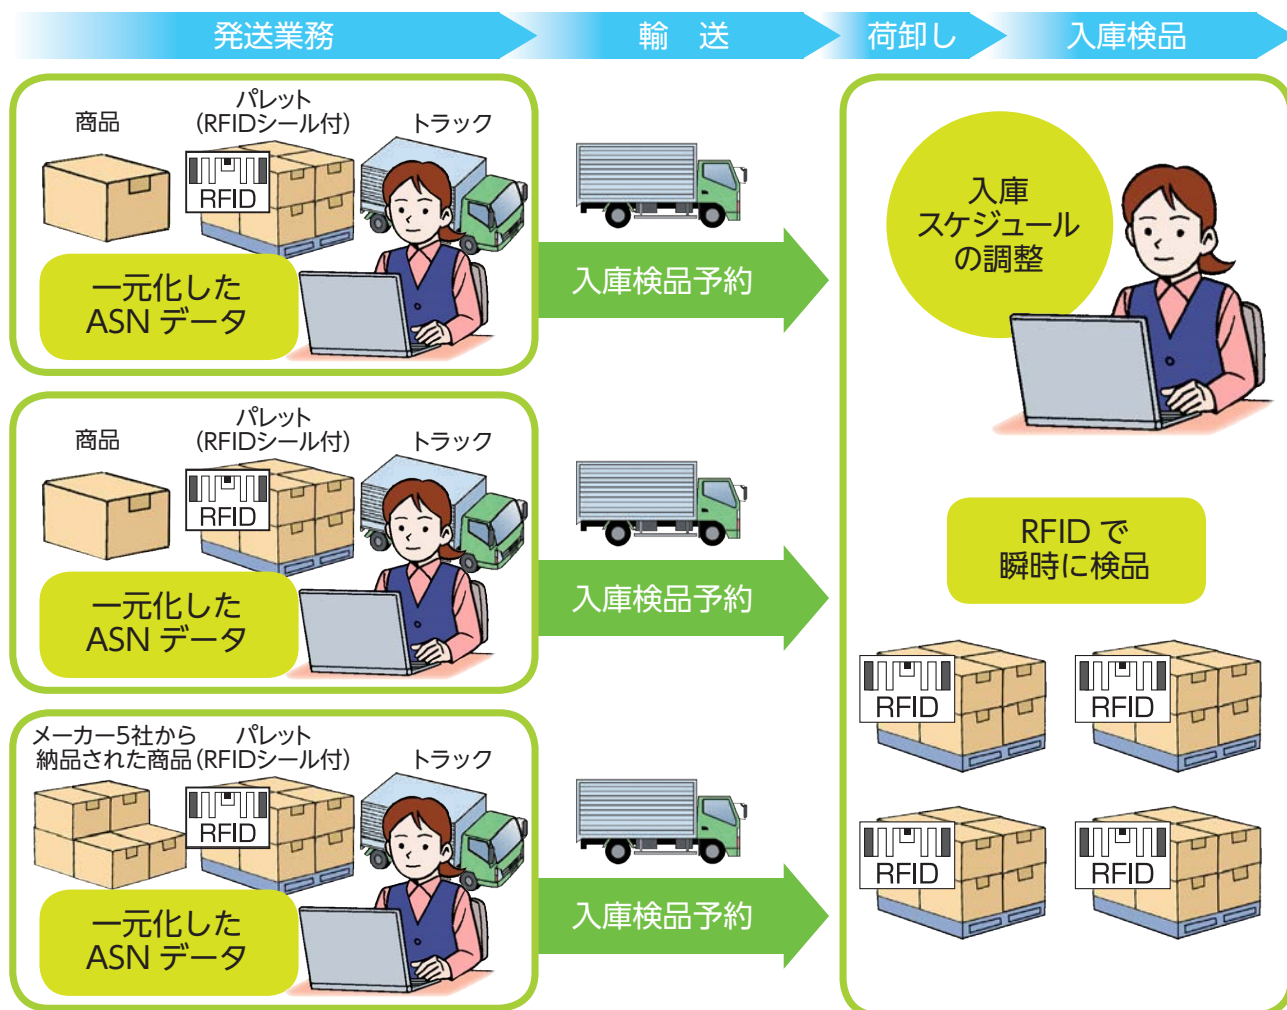 発送業務
輸 送
荷卸し
入庫検品
商品
パレット
(RFIDシール付)
トラック
RFID
一元化した
ASN データ
入庫検品予約
商品
パレット
(RFIDシール付)
トラック
RFID
一元化した
ASN データ
入庫検品予約
メーカー5社から
納品された商品
パレット
(RFIDシール付)
トラック
RFID
一元化した
ASN データ
入庫検品予約
入庫
スケジュール
の調整
RFID で
瞬時に検品
RFID
RFID
RFID
RFID